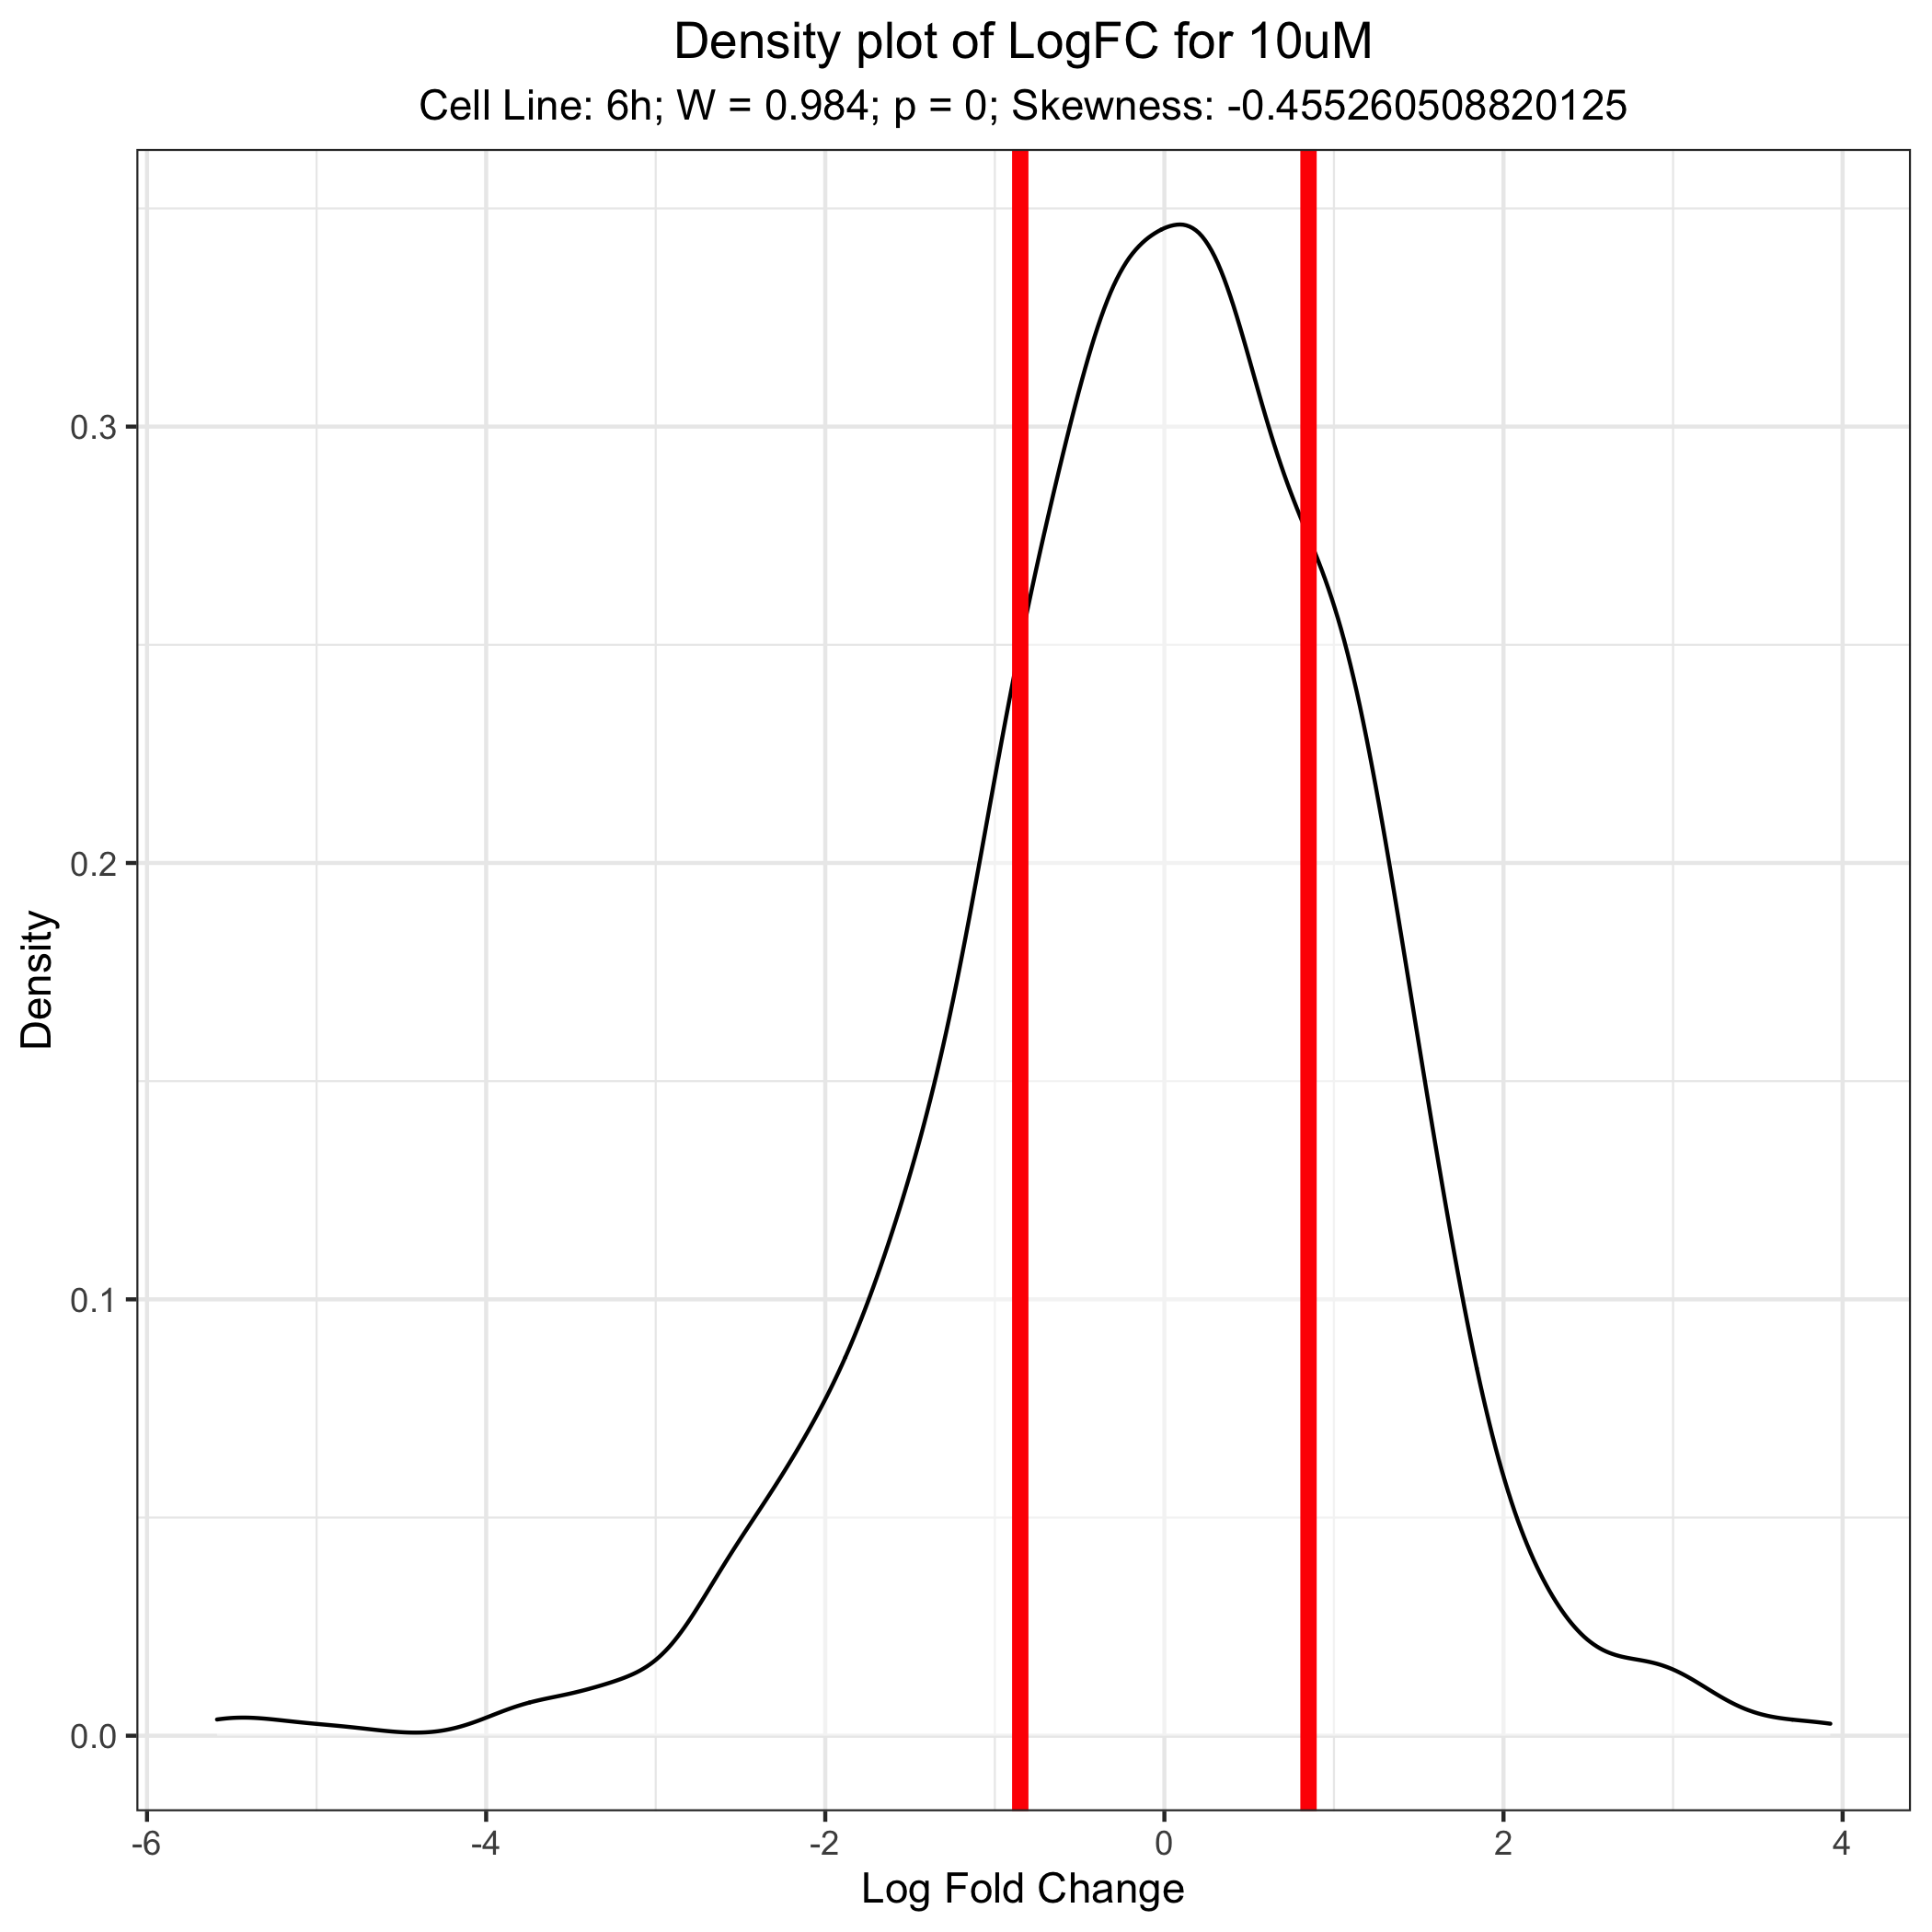 Density plot of LogFC for 10uM
Cell Line: 6h; W = 0.984; p = 0; Skewness: -0.455260508820125
Density
0.3
0.2
0.1
0.0
-6 -4 -2 0 2 4
Log Fold Change